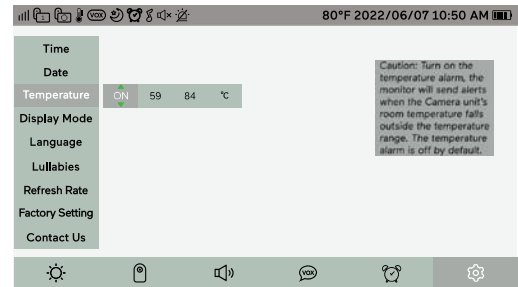 VOX
80°F 2022/06/07 10:50 AM
Time
Date
Temperature ON 59 84 °C
Display Mode
Language
Lullabies
Refresh Rate
Factory Setting
Contact Us
Caution: Turn on the
temperature alarm, the
monitor will send alerts
when the Camera unit's
room temperature falls
outside the temperature
range. The temperature
alarm is off by default.
VOX